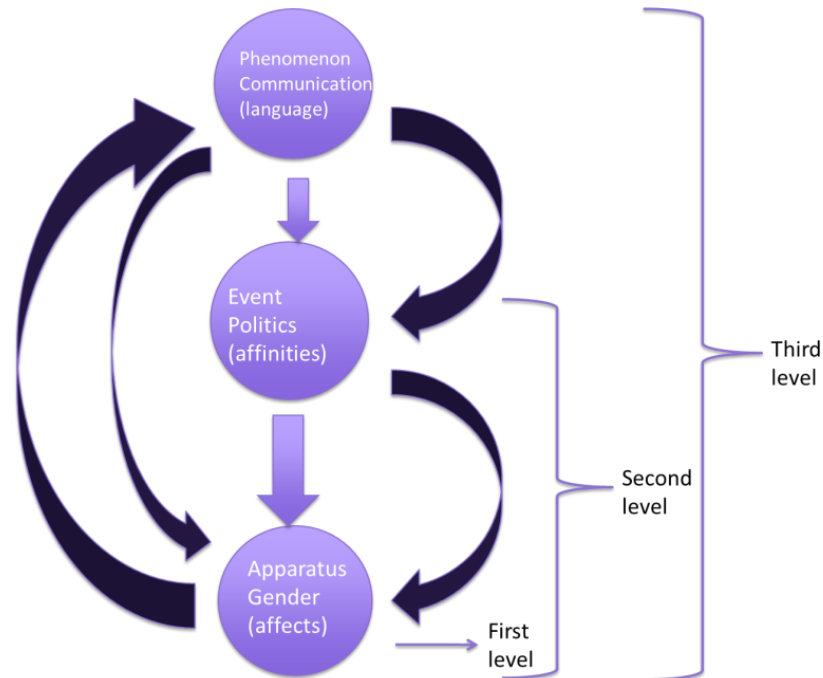 Phenomenon
Communication
(language)
Event
Politics
(affinities)
Third
level
Second
level
Apparatus
Gender
(affects)
First
level